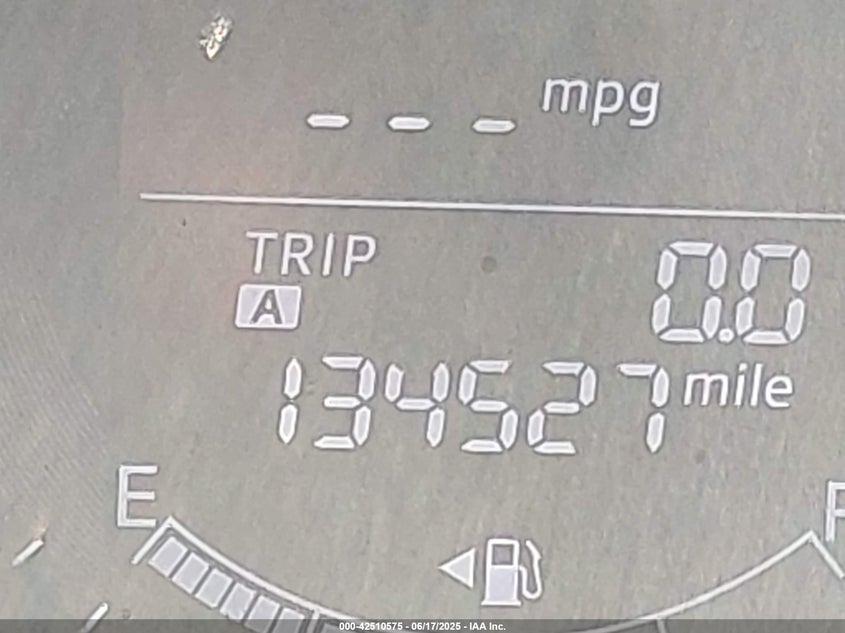 --- mpg
TRIP 0.0
A
134527 mile
E F
000-42510575 - 06/17/2025 - IAA Inc.